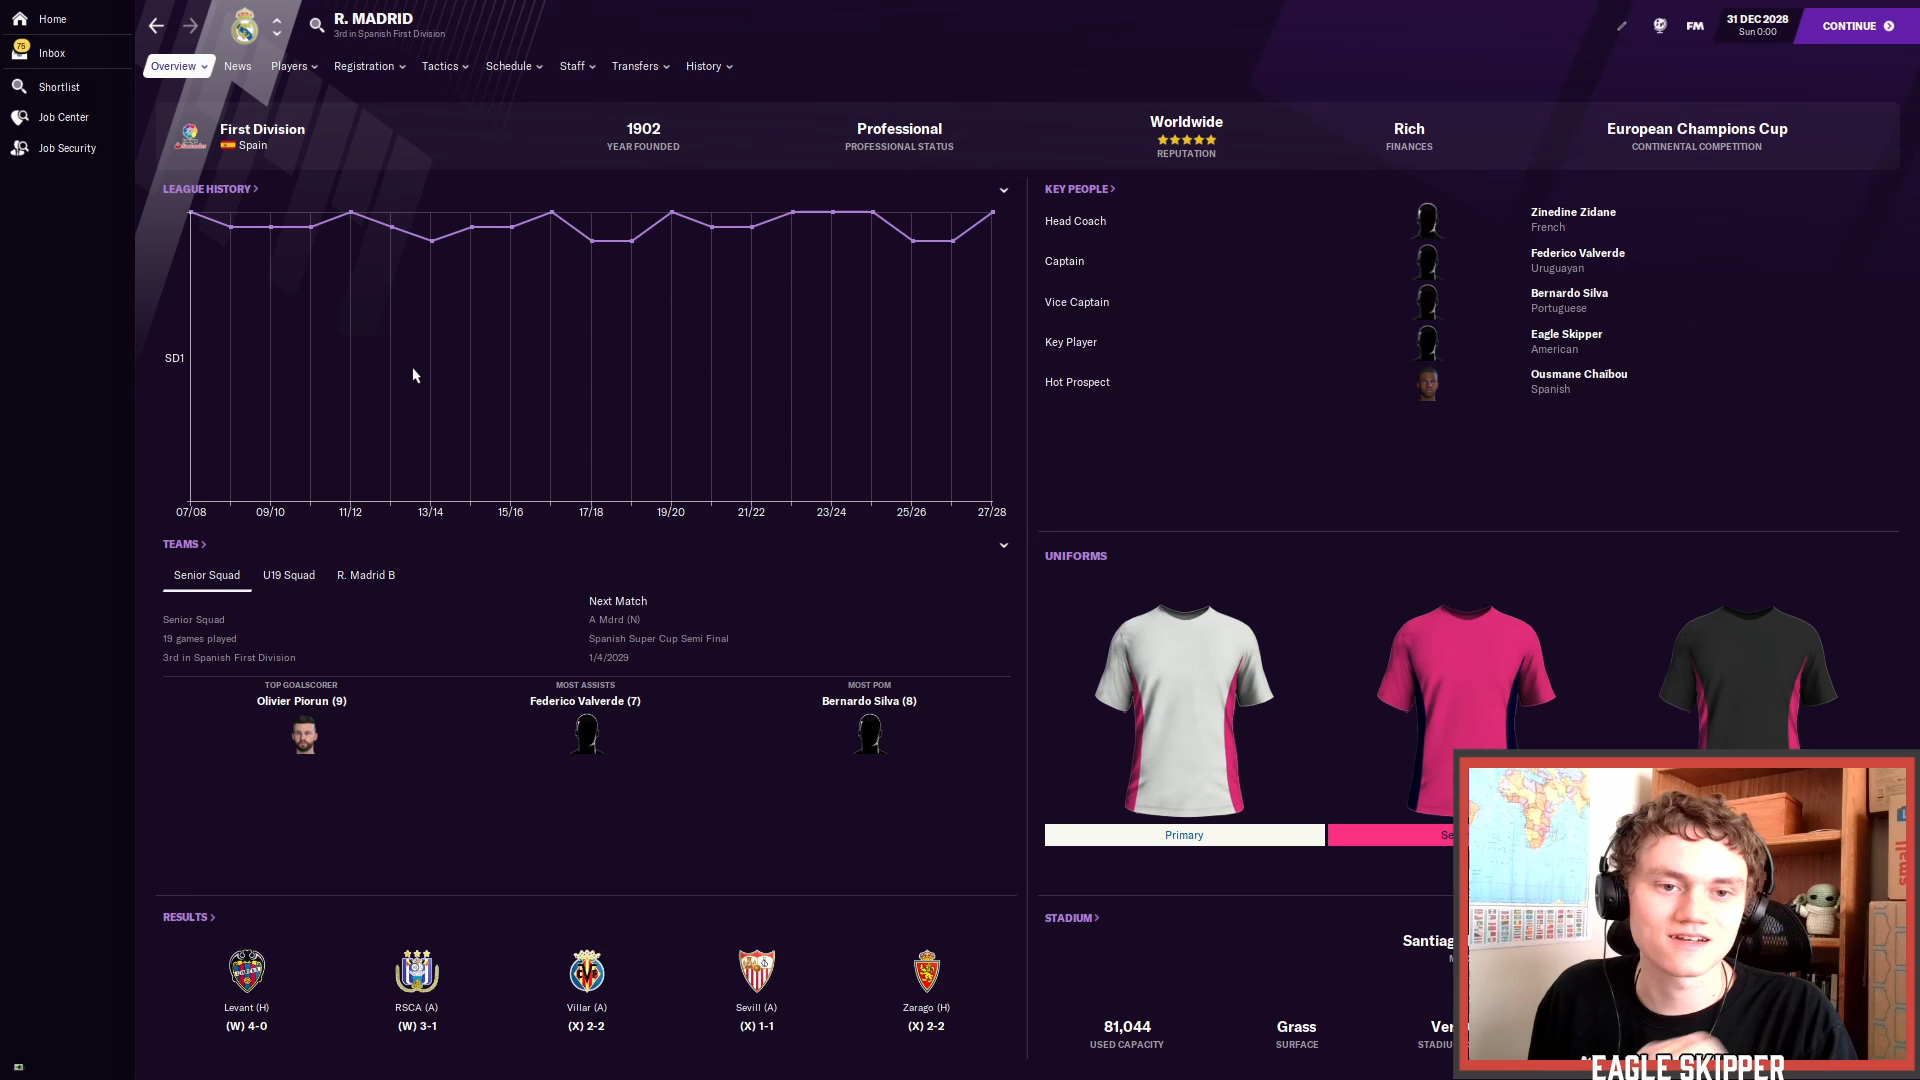 Home
Inbox
75
Shortlist
Job Center
Job Security
R. MADRID
3rd in Spanish First Division
FM
31 DEC 2028
Sun 0:00
CONTINUE
Overview
News
Players
Registration
Tactics
Schedule
Staff
Transfers
History
First Division
Spain
1902
YEAR FOUNDED
Professional
PROFESSIONAL STATUS
Worldwide
REPUTATION
Rich
FINANCES
European Champions Cup
CONTINENTAL COMPETITION
LEAGUE HISTORY
SD1
07/08
09/10
11/12
13/14
15/16
17/18
19/20
21/22
23/24
25/26
27/28
KEY PEOPLE
Head Coach
Zinedine Zidane
French
Captain
Federico Valverde
Uruguayan
Vice Captain
Bernardo Silva
Portuguese
Key Player
Eagle Skipper
American
Hot Prospect
Ousmane Chaïbou
Spanish
TEAMS
Senior Squad
U19 Squad
R. Madrid B
Senior Squad
19 games played
3rd in Spanish First Division
Next Match
A Mdrd (N)
Spanish Super Cup Semi Final
1/4/2029
TOP GOALSCORER
Olivier Piorun (9)
MOST ASSISTS
Federico Valverde (7)
MOST POM
Bernardo Silva (8)
UNIFORMS
Primary
Se
RESULTS
Levant (H)
(W) 4-0
RSCA (A)
(W) 3-1
Villar (A)
(X) 2-2
Sevill (A)
(X) 1-1
Zarago (H)
(X) 2-2
STADIUM
Santiag
M
81,044
USED CAPACITY
Grass
SURFACE
Ver
STADIU
small
EAGLE SKIPPER